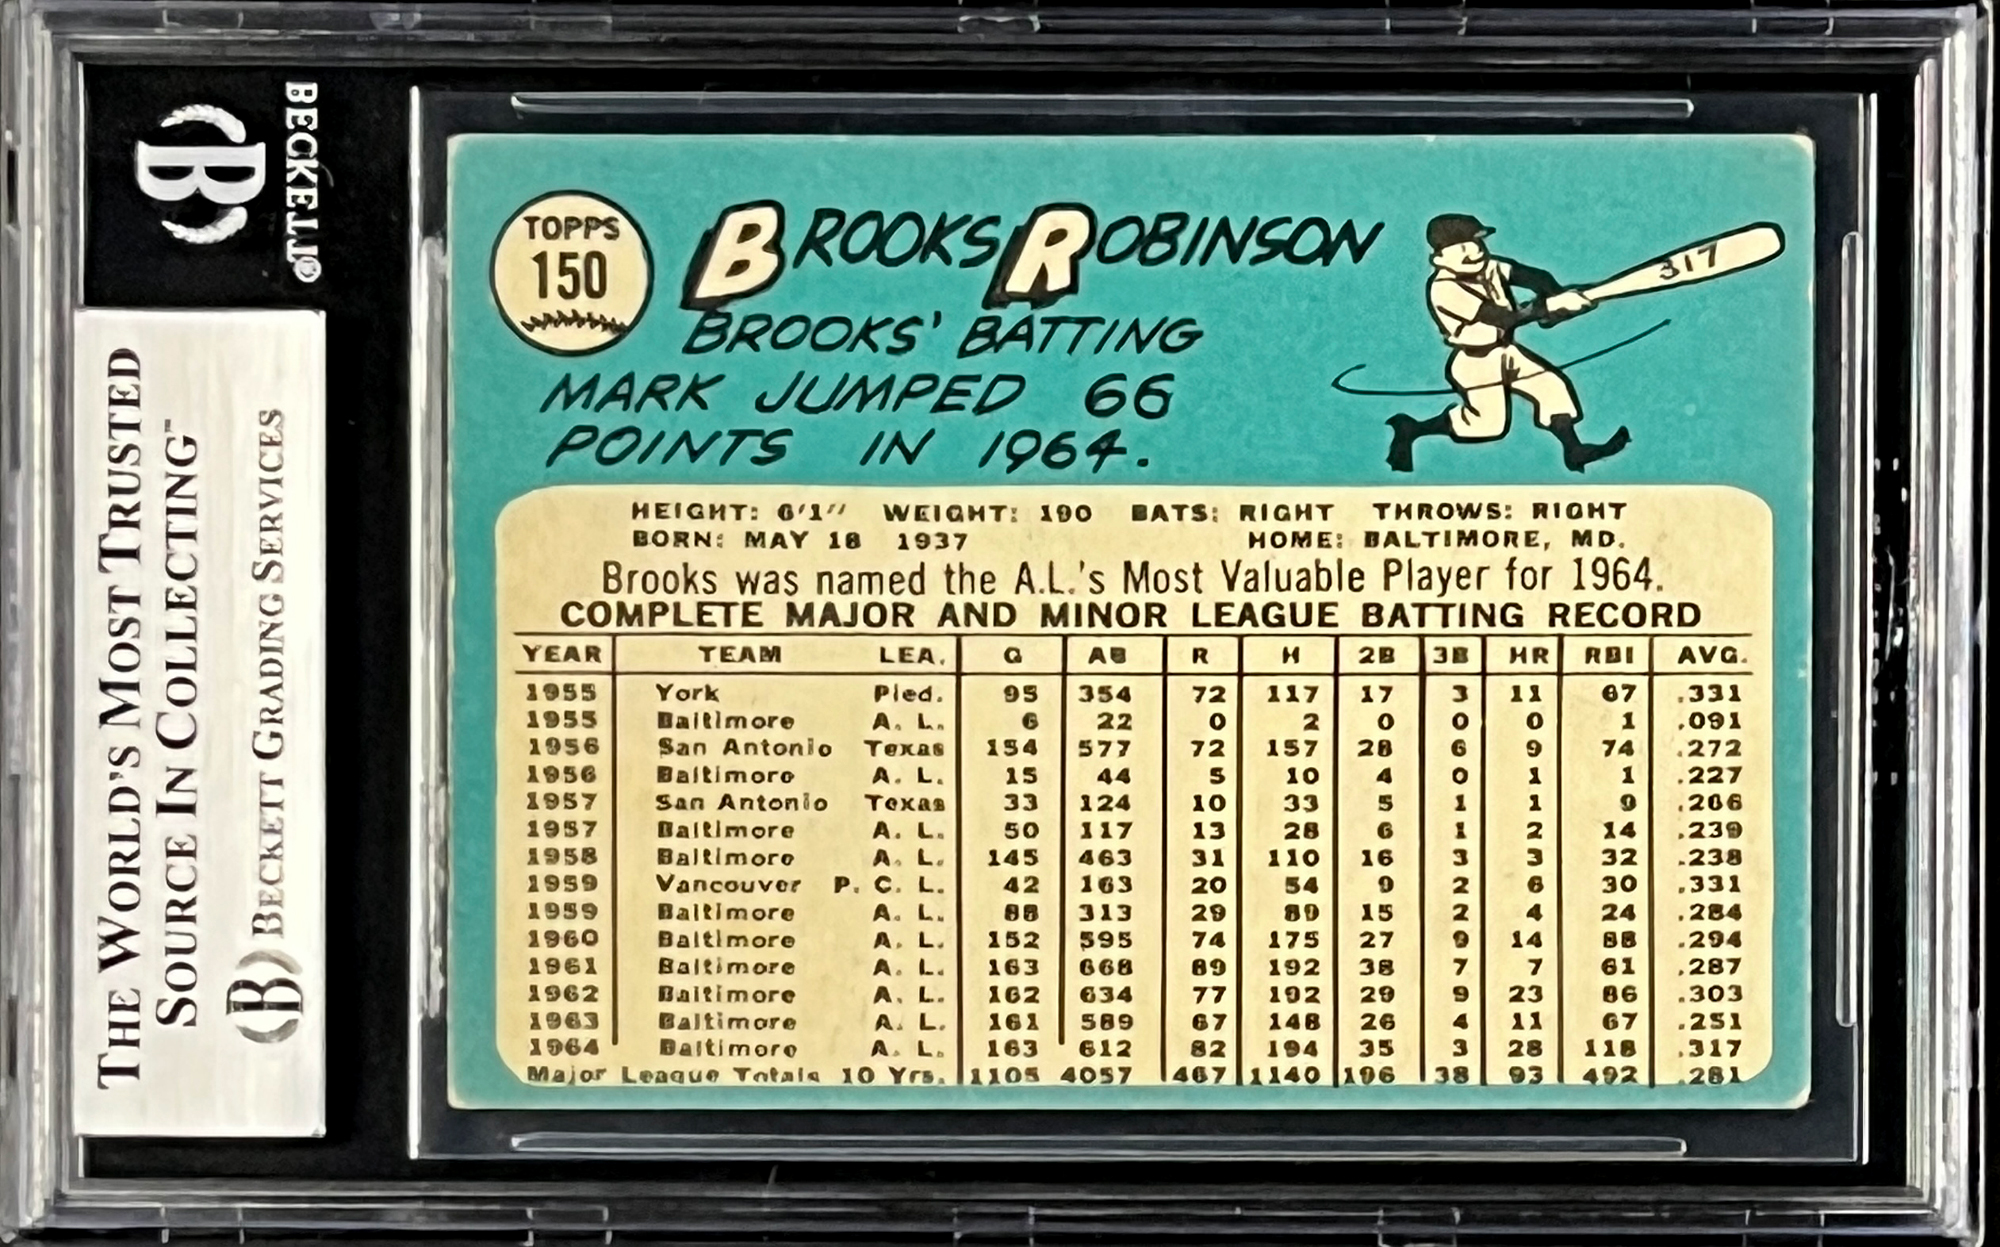 BECKETT®
THE WORLD'S MOST TRUSTED
SOURCE IN COLLECTING™
BECKETT GRADING SERVICES
TOPPS
150
BROOKS ROBINSON
317
BROOKS' BATTING
MARK JUMPED 66
POINTS IN 1964.
HEIGHT: 6'1" WEIGHT: 190 BATS: RIGHT THROWS: RIGHT
BORN: MAY 18 1937 HOME: BALTIMORE, MD.
Brooks was named the A.L.'s Most Valuable Player for 1964.
COMPLETE MAJOR AND MINOR LEAGUE BATTING RECORD
YEAR TEAM LEA. G AB R H 2B 3B HR RBI AVG.
1955 York Pied. 95 354 72 117 17 3 11 67 .331
1955 Baltimore A. L. 6 22 0 2 0 0 0 1 .091
1956 San Antonio Texas 154 577 72 157 28 6 9 74 .272
1956 Baltimore A. L. 15 44 5 10 4 0 1 1 .227
1957 San Antonio Texas 33 124 10 33 5 1 1 9 .266
1957 Baltimore A. L. 50 117 13 28 6 1 2 14 .239
1958 Baltimore A. L. 145 463 31 110 16 3 3 32 .238
1959 Vancouver P. C. L. 42 163 20 54 9 2 6 30 .331
1959 Baltimore A. L. 88 313 29 89 15 2 4 24 .284
1960 Baltimore A. L. 152 595 74 175 27 9 14 88 .294
1961 Baltimore A. L. 163 668 89 192 38 7 7 61 .287
1962 Baltimore A. L. 162 634 77 192 29 9 23 86 .303
1963 Baltimore A. L. 161 589 67 148 26 4 11 67 .251
1964 Baltimore A. L. 163 612 82 194 35 3 28 118 .317
Major League Totals 10 Yrs. 1105 4057 467 1140 196 38 93 492 .281